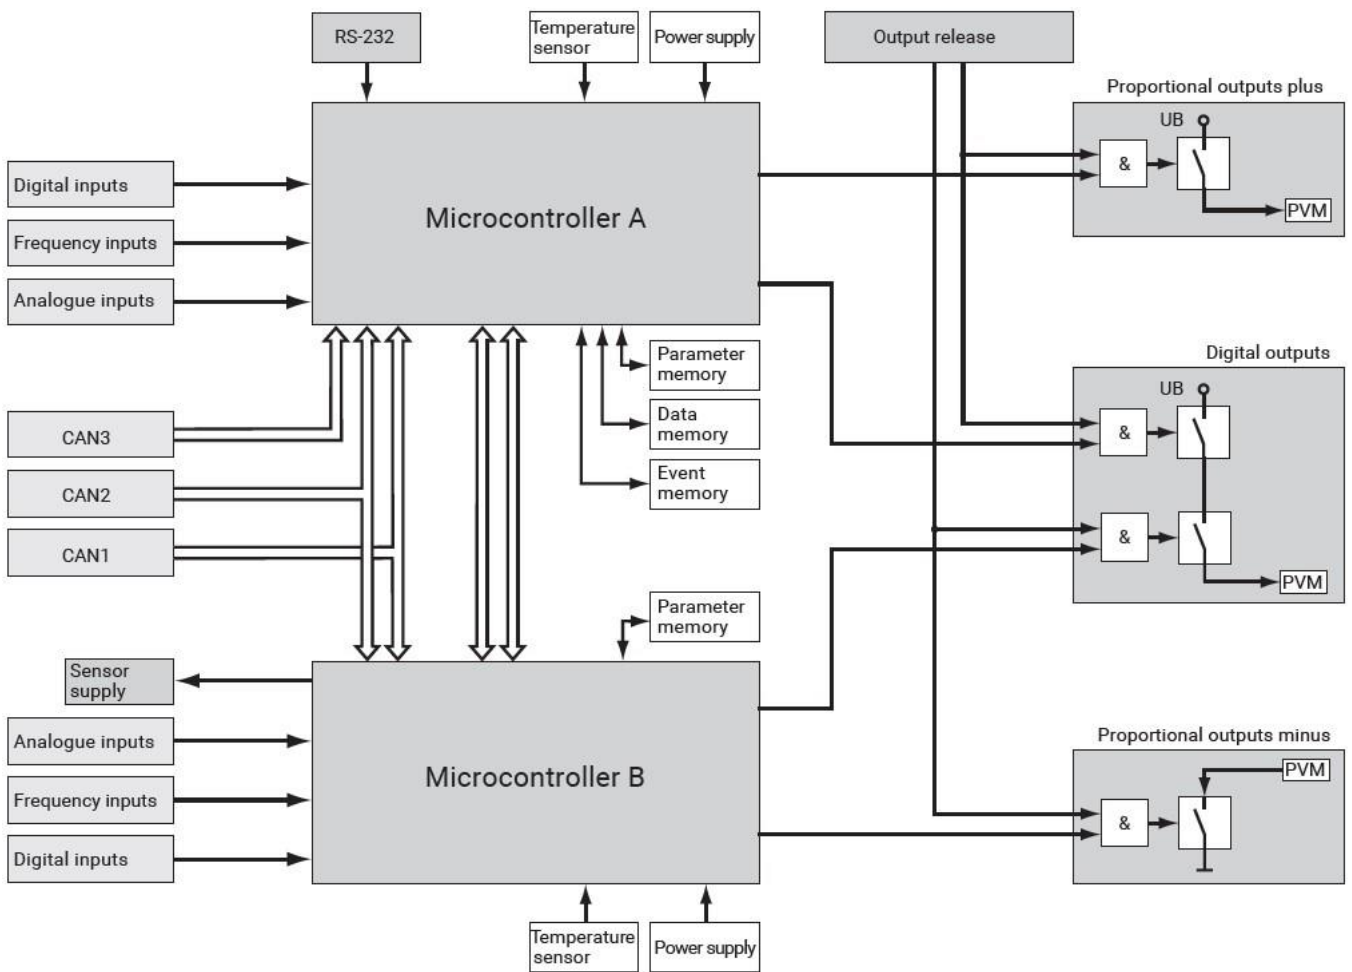 RS-232
Temperature
sensor
Power supply
Output release
Proportional outputs plus
UB
&
PVM
Digital inputs
Frequency inputs
Analogue inputs
Microcontroller A
Parameter
memory
Data
memory
Event
memory
CAN3
CAN2
CAN1
Digital outputs
UB
&
&
PVM
Parameter
memory
Sensor
supply
Analogue inputs
Frequency inputs
Digital inputs
Microcontroller B
Proportional outputs minus
PVM
&
Temperature
sensor
Power supply